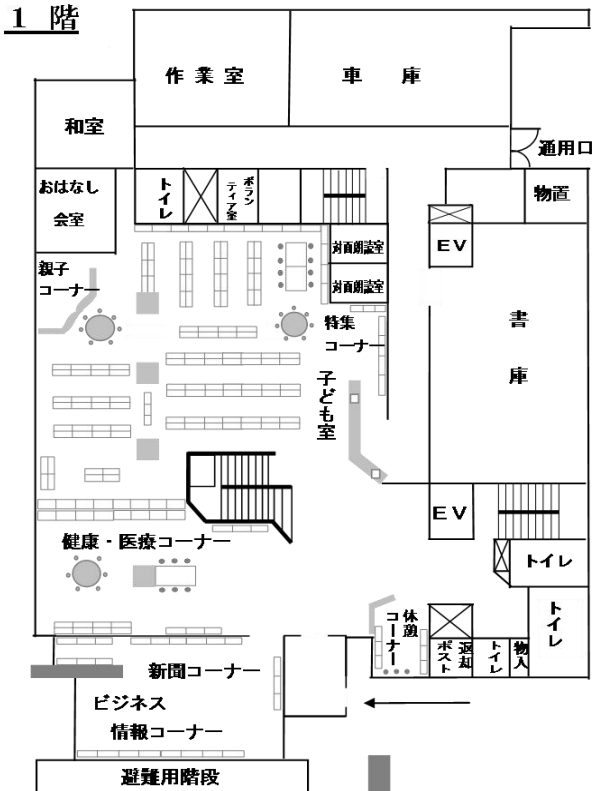 1 階
作業室
車 庫
和室
通用口
おはなし
会室
トイレ
ボラン
ティア室
物置
EV
対面朗読室
対面朗読室
親子
コーナー
特集
コーナー
書
庫
子ども室
EV
健康・医療コーナー
トイレ
トイレ
休憩
コーナー
返却
ポスト
トイレ
物入
新聞コーナー
ビジネス
情報コーナー
避難用階段